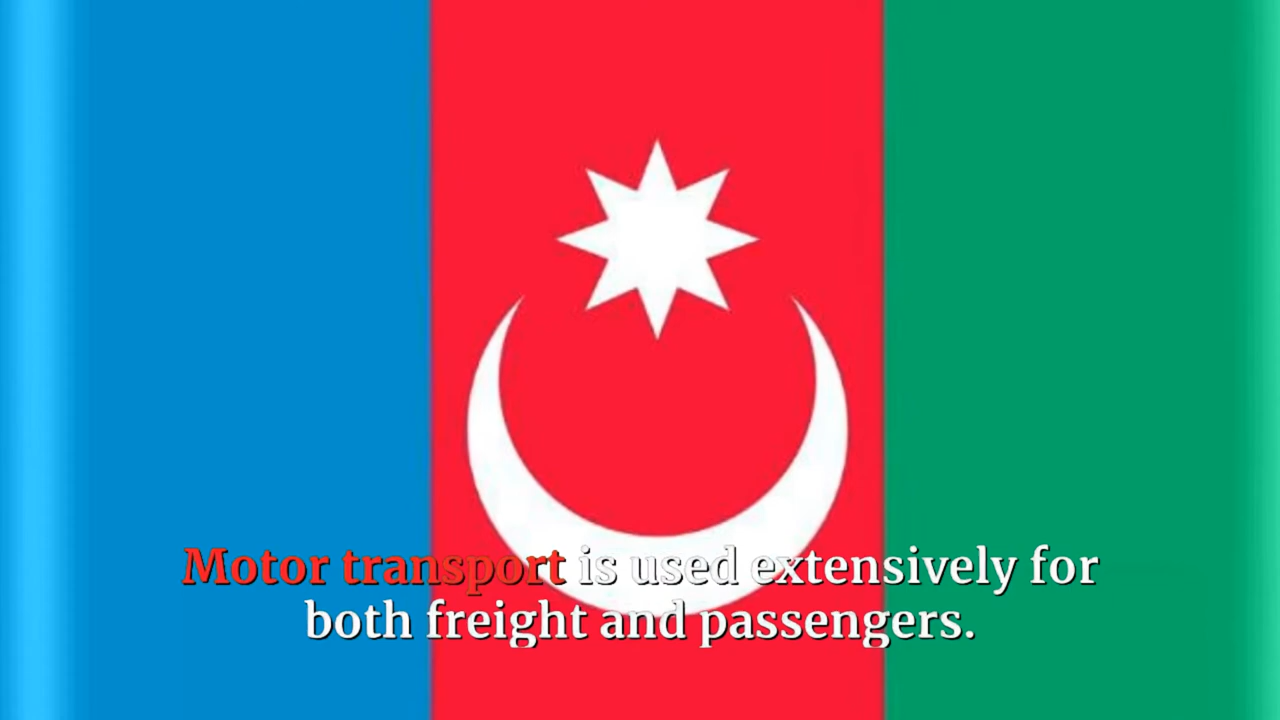 Motor transport is used extensively for
both freight and passengers.